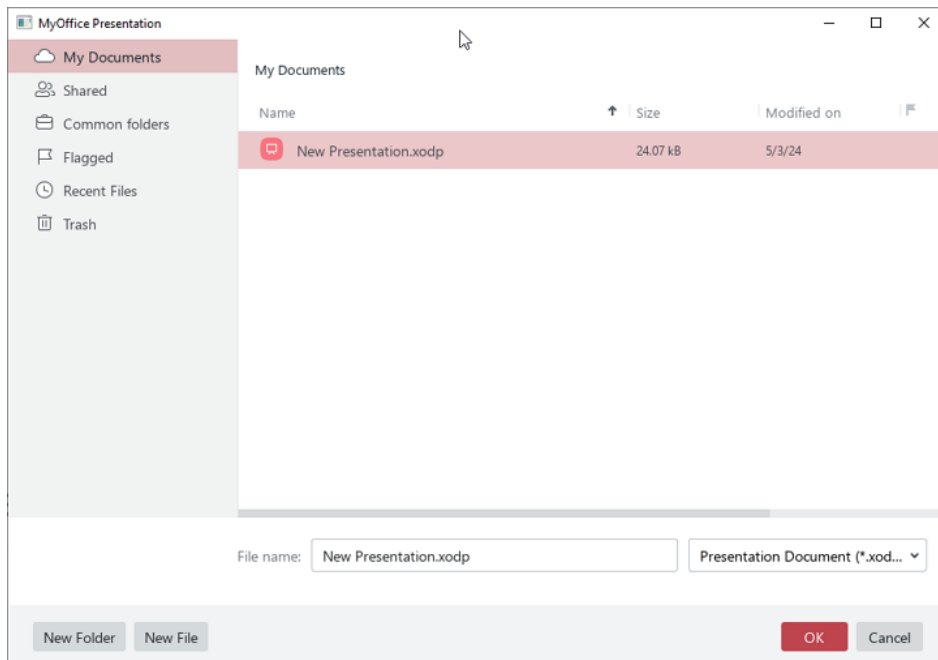 MyOffice Presentation
My Documents
Shared
Common folders
Flagged
Recent Files
Trash
My Documents
Name Size Modified on
New Presentation.xodp 24.07 kB 5/3/24
File name: New Presentation.xodp Presentation Document (*.xod...
New Folder New File OK Cancel